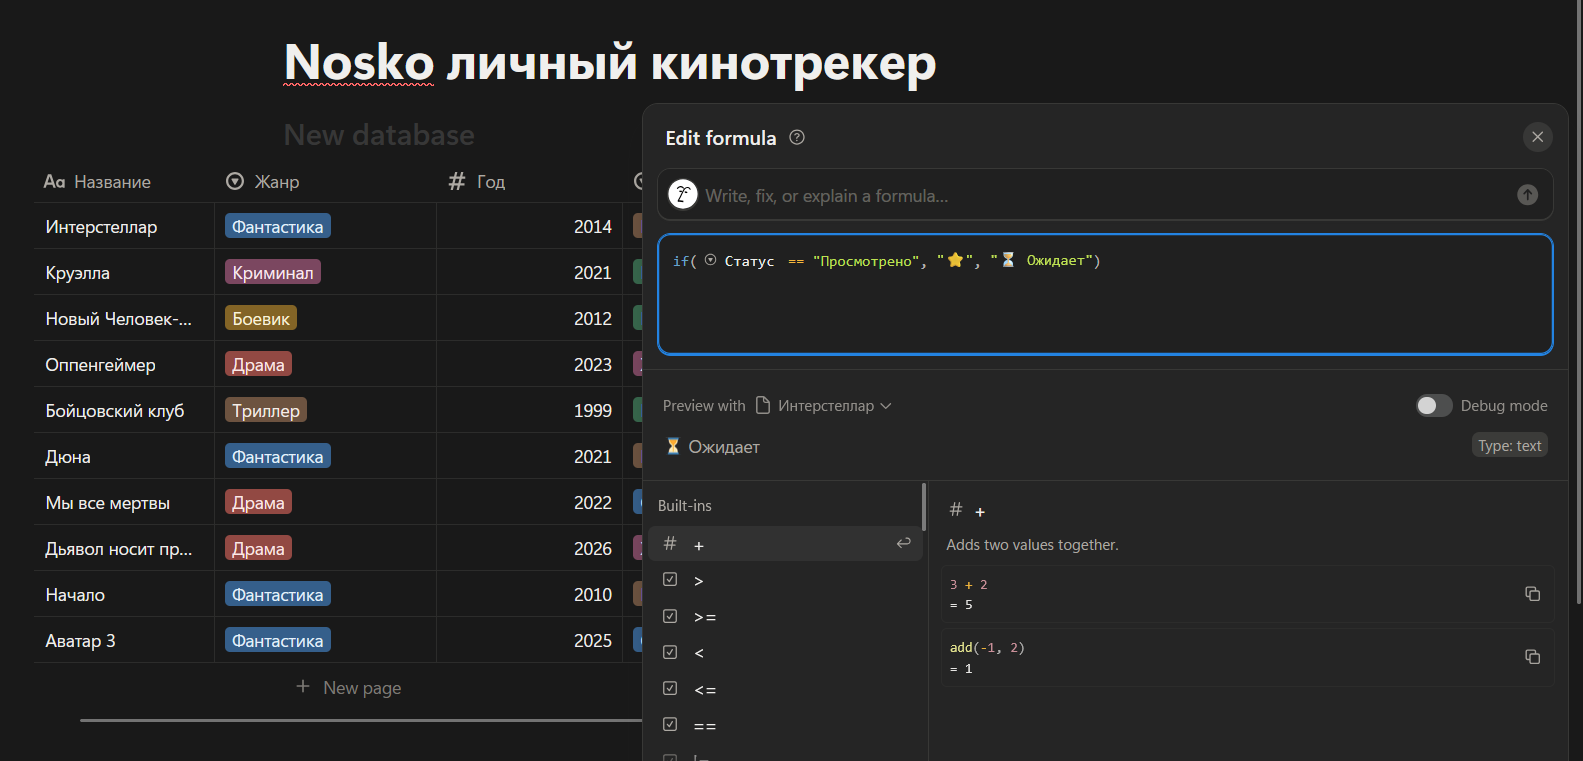 Nosko личный кинотрекер
New database
Aa Название Жанр # Год
Интерстеллар Фантастика 2014
Круэлла Криминал 2021
Новый Человек-... Боевик 2012
Оппенгеймер Драма 2023
Бойцовский клуб Триллер 1999
Дюна Фантастика 2021
Мы все мертвы Драма 2022
Дьявол носит пр... Драма 2026
Начало Фантастика 2010
Аватар 3 Фантастика 2025
+ New page
Edit formula ?
Write, fix, or explain a formula...
if( Статус == "Просмотрено", "⭐", "⏳ Ожидает")
Preview with Интерстеллар
Debug mode
⏳ Ожидает
Type: text
Built-ins
# +
>
>=
<
<=
==
# +
Adds two values together.
3 + 2
= 5
add(-1, 2)
= 1